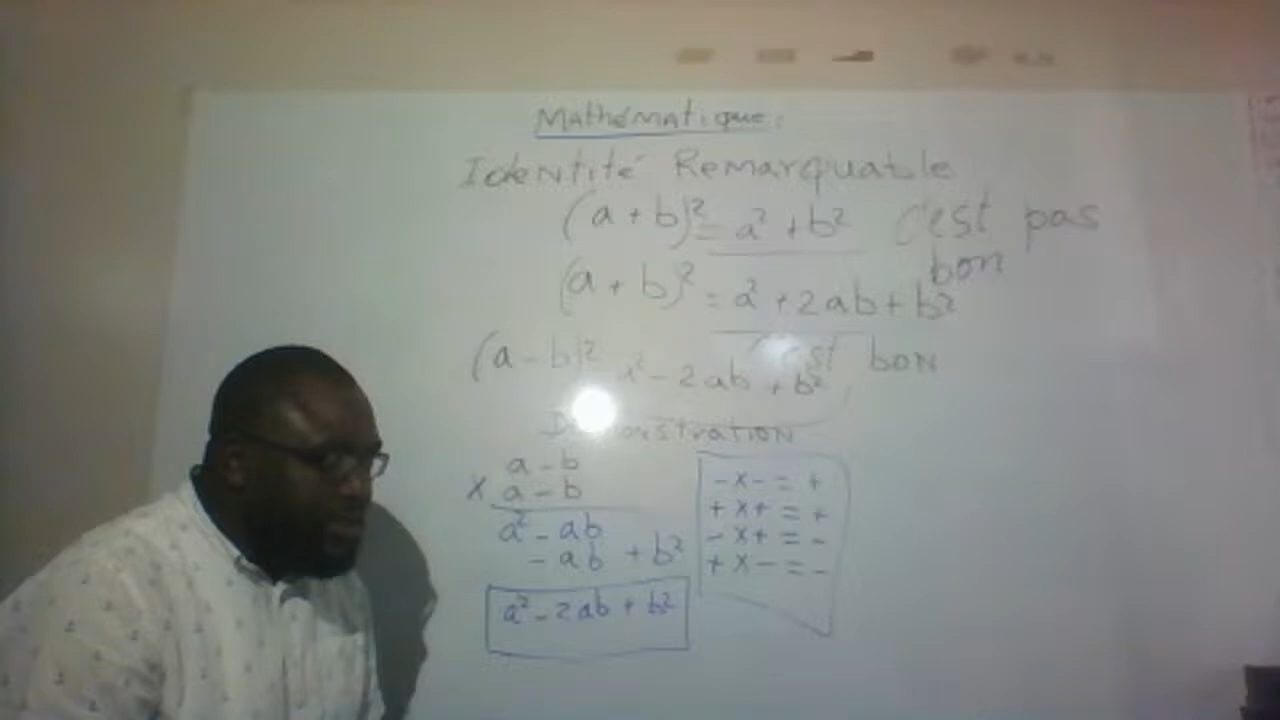 Mathématique:
Identité Remarquable
(a + b)² = a² + b² c'est pas
bon
(a + b)² = a² + 2ab + b²
c'est bon
(a - b)² = a² - 2ab + b²
Démonstration
a - b
x a - b
a² - ab
- ab + b²
a² - 2ab + b²
- x - = +
+ x + = +
- x + = -
+ x - = -